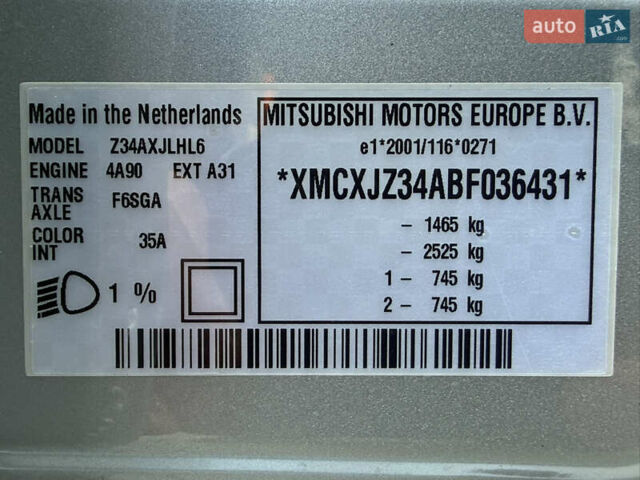 auto RIA.com
Made in the Netherlands
MODEL Z34AXJLHL6
ENGINE 4A90 EXT A31
TRANS AXLE F6SGA
COLOR INT 35A
1 %
MITSUBISHI MOTORS EUROPE B.V.
e1*2001/116*0271
*XMCXJZ34ABF036431*
– 1465 kg
– 2525 kg
1 – 745 kg
2 – 745 kg